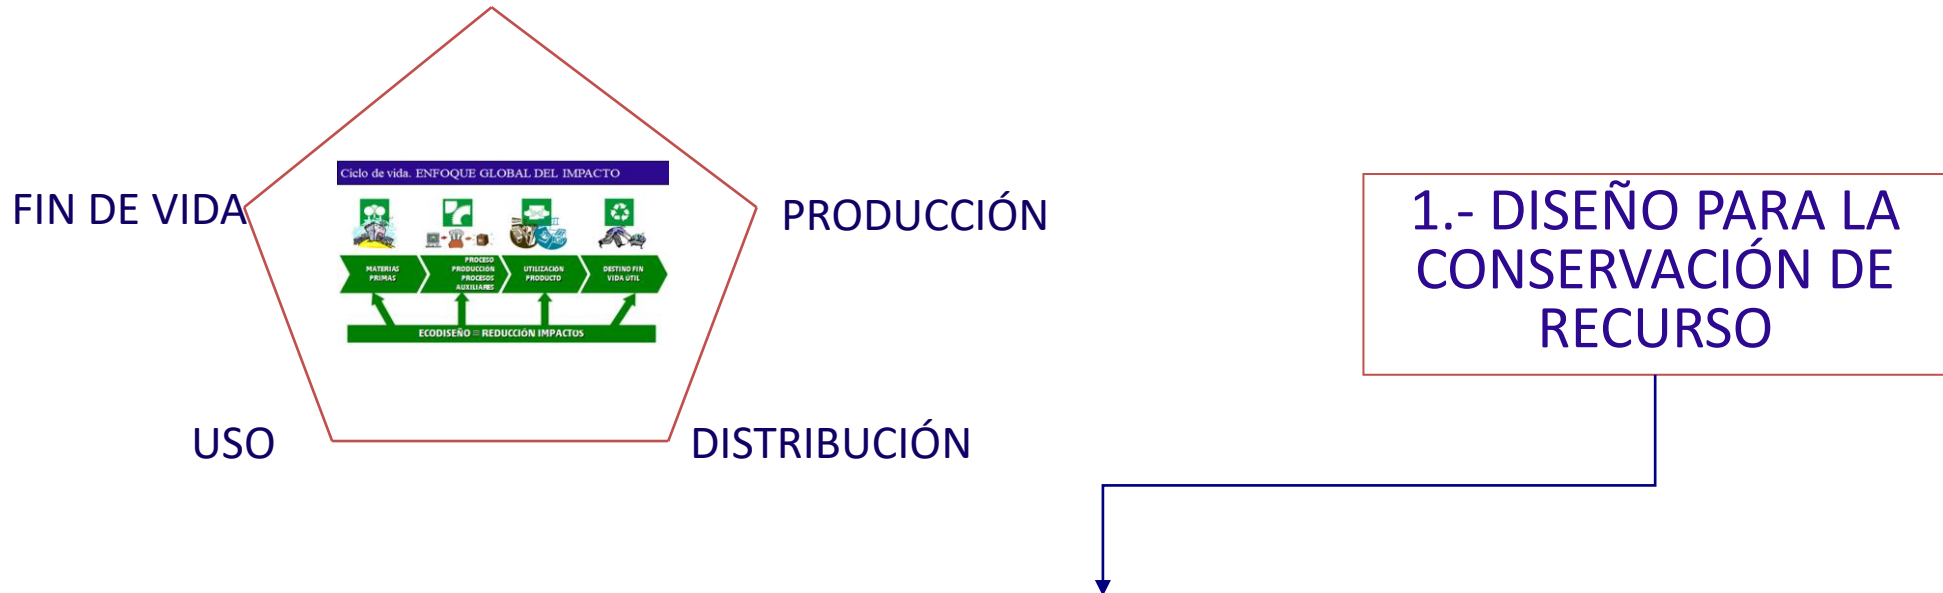 Ciclo de vida. ENFOQUE GLOBAL DEL IMPACTO
MATERIAS
PRIMAS
PROCESO
PRODUCCIÓN
PROCESOS
AUXILIARES
UTILIZACIÓN
PRODUCTO
DESTINO FIN
VIDA ÚTIL
ECODISEÑO = REDUCCIÓN IMPACTOS
FIN DE VIDA
PRODUCCIÓN
USO
DISTRIBUCIÓN
1.- DISEÑO PARA LA
CONSERVACIÓN DE
RECURSO